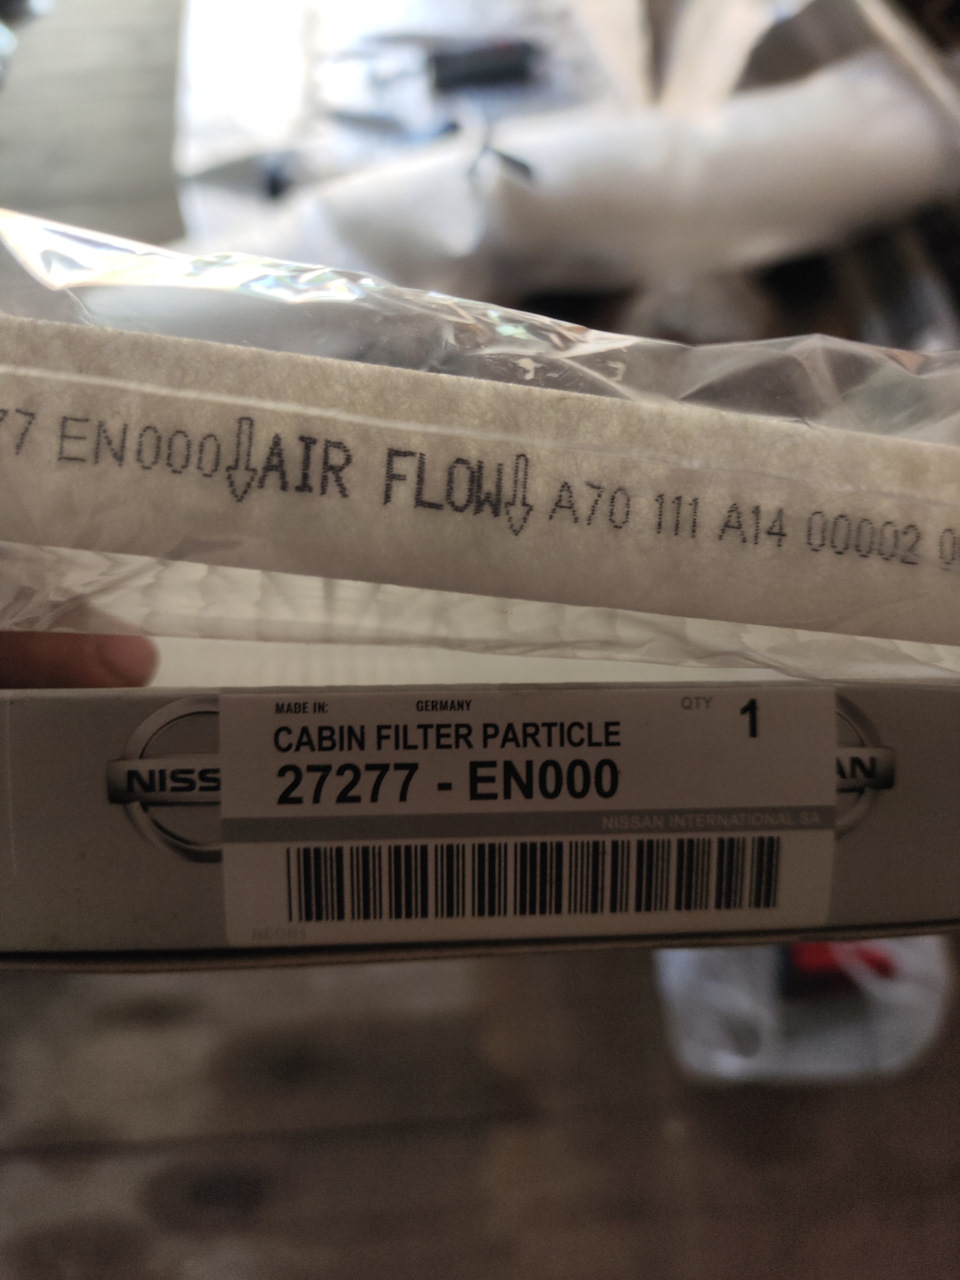 77 EN000 AIR FLOW A70 111 A14 00002
MADE IN: GERMANY QTY 1
CABIN FILTER PARTICLE
27277 - EN000
NISSAN INTERNATIONAL SA
NISS
AN